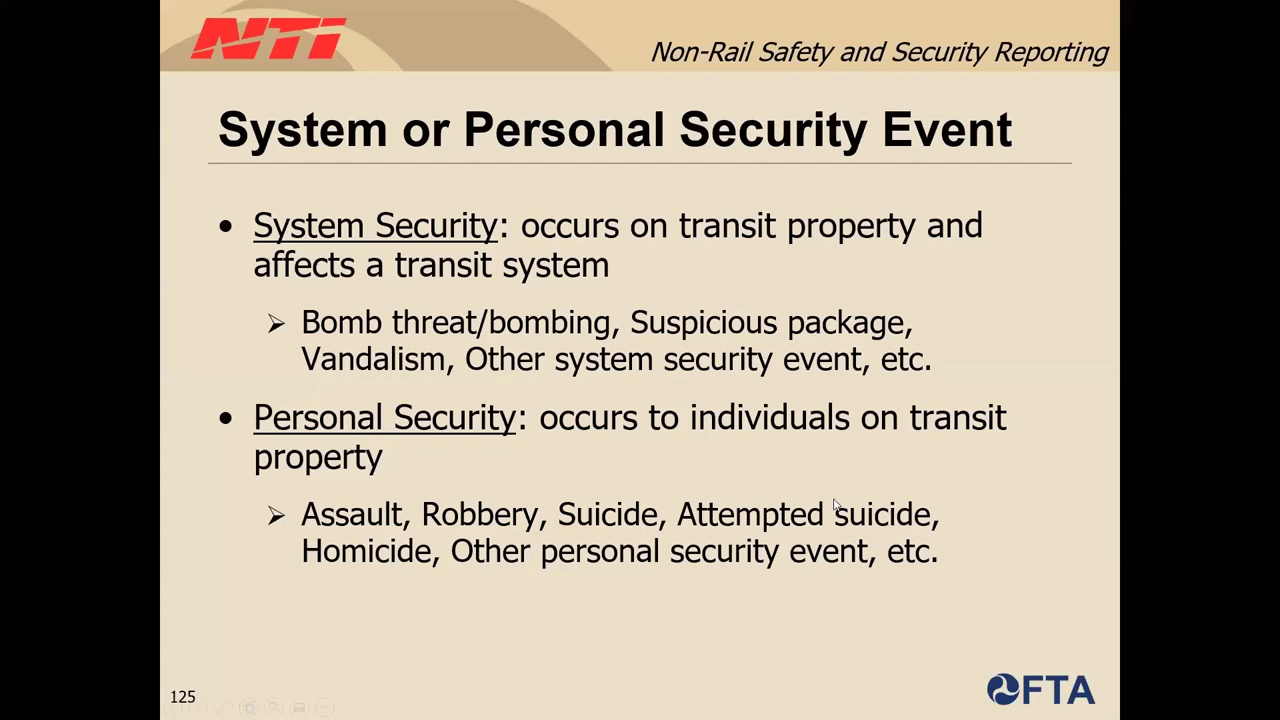 NTI
Non-Rail Safety and Security Reporting
System or Personal Security Event
• System Security: occurs on transit property and
affects a transit system
➢ Bomb threat/bombing, Suspicious package,
Vandalism, Other system security event, etc.
• Personal Security: occurs to individuals on transit
property
➢ Assault, Robbery, Suicide, Attempted suicide,
Homicide, Other personal security event, etc.
125
FTA